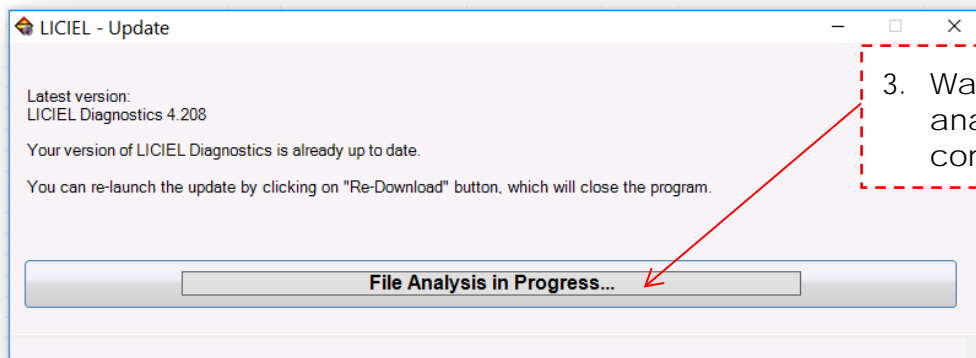 LICIEL - Update
Latest version:
LICIEL Diagnostics 4.208
Your version of LICIEL Diagnostics is already up to date.
You can re-launch the update by clicking on "Re-Download" button, which will close the program.
3.
File Analysis in Progress...